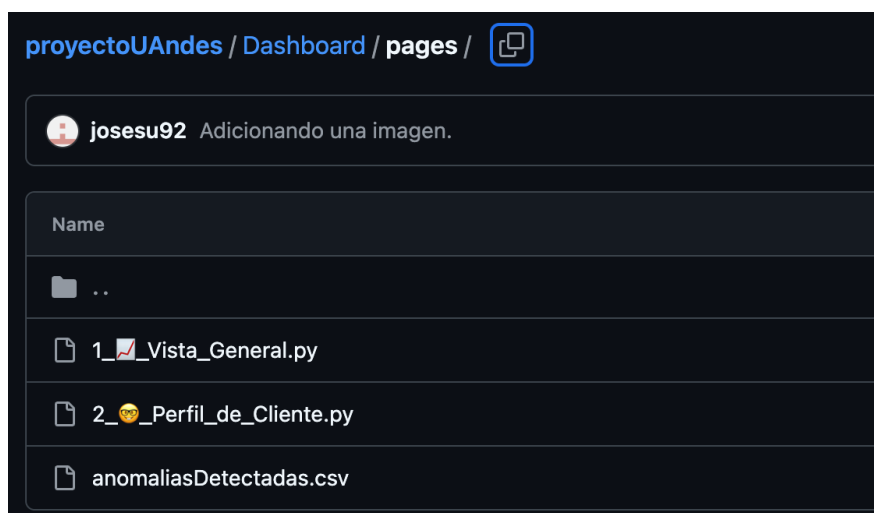 proyectoUAndes / Dashboard / pages /
josesu92 Adicionando una imagen.
Name
..
1_📈_Vista_General.py
2_🤓_Perfil_de_Cliente.py
anomaliasDetectadas.csv